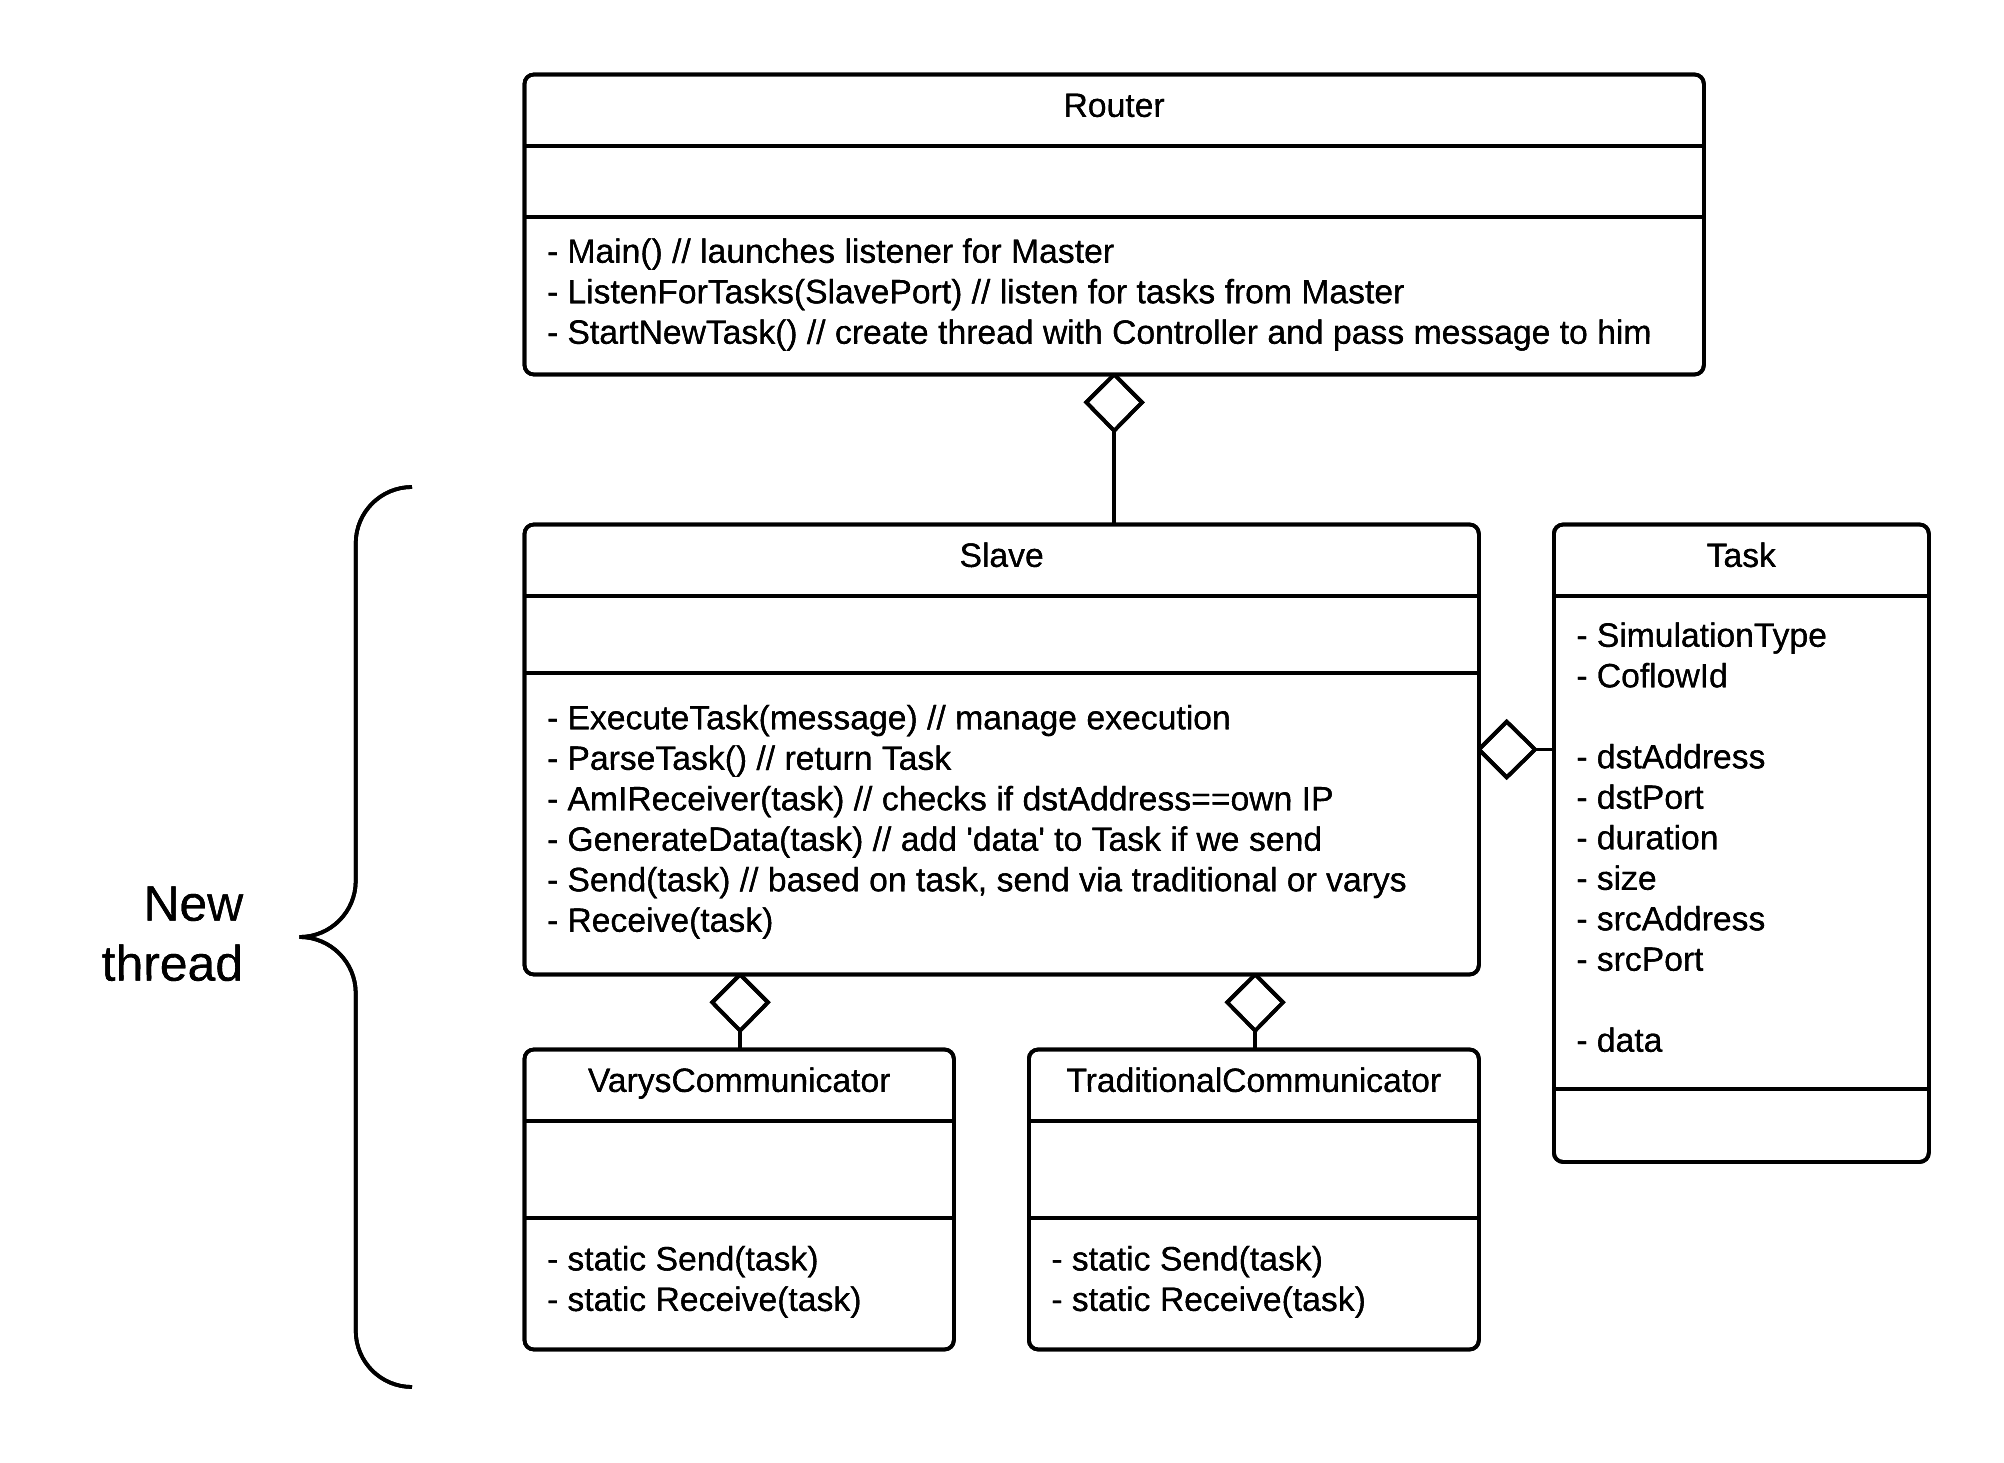 Router
- Main() // launches listener for Master
- ListenForTasks(SlavePort) // listen for tasks from Master
- StartNewTask() // create thread with Controller and pass message to him
New
thread
Slave
- ExecuteTask(message) // manage execution
- ParseTask() // return Task
- AmIReceiver(task) // checks if dstAddress==own IP
- GenerateData(task) // add 'data' to Task if we send
- Send(task) // based on task, send via traditional or varys
- Receive(task)
Task
- SimulationType
- CoflowId
- dstAddress
- dstPort
- duration
- size
- srcAddress
- srcPort
- data
VarysCommunicator
- static Send(task)
- static Receive(task)
TraditionalCommunicator
- static Send(task)
- static Receive(task)